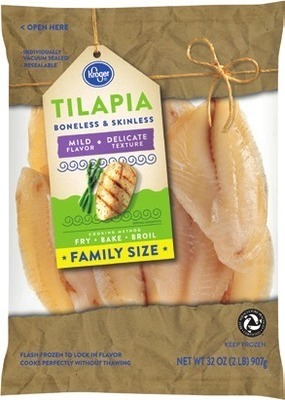 < OPEN HERE
· INDIVIDUALLY
VACUUM SEALED
· RESEALABLE
Kroger
TILAPIA
BONELESS & SKINLESS
MILD
FLAVOR
• DELICATE
TEXTURE
COOKING METHOD
FRY • BAKE • BROIL
★ FAMILY SIZE ★
KEEP FROZEN
FLASH FROZEN TO LOCK IN FLAVOR
COOKS PERFECTLY WITHOUT THAWING
NET WT 32 OZ (2 LB) 907g